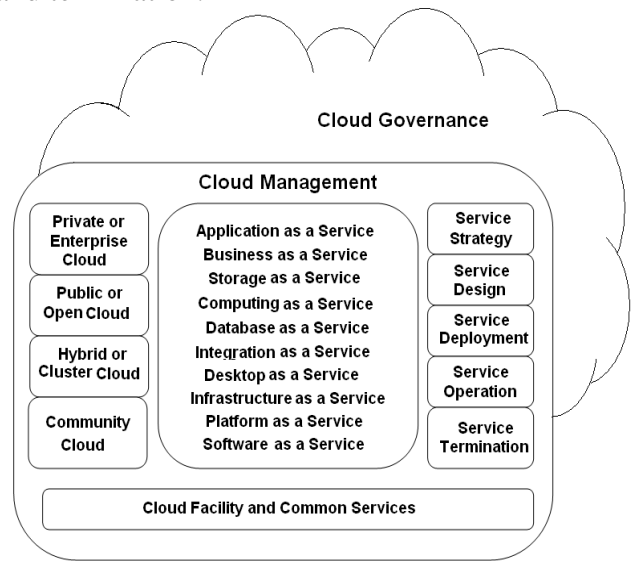 Cloud Governance
Cloud Management
Private or
Enterprise
Cloud
Public or
Open Cloud
Hybrid or
Cluster Cloud
Community
Cloud
Application as a Service
Business as a Service
Storage as a Service
Computing as a Service
Database as a Service
Integration as a Service
Desktop as a Service
Infrastructure as a Service
Platform as a Service
Software as a Service
Service
Strategy
Service
Design
Service
Deployment
Service
Operation
Service
Termination
Cloud Facility and Common Services